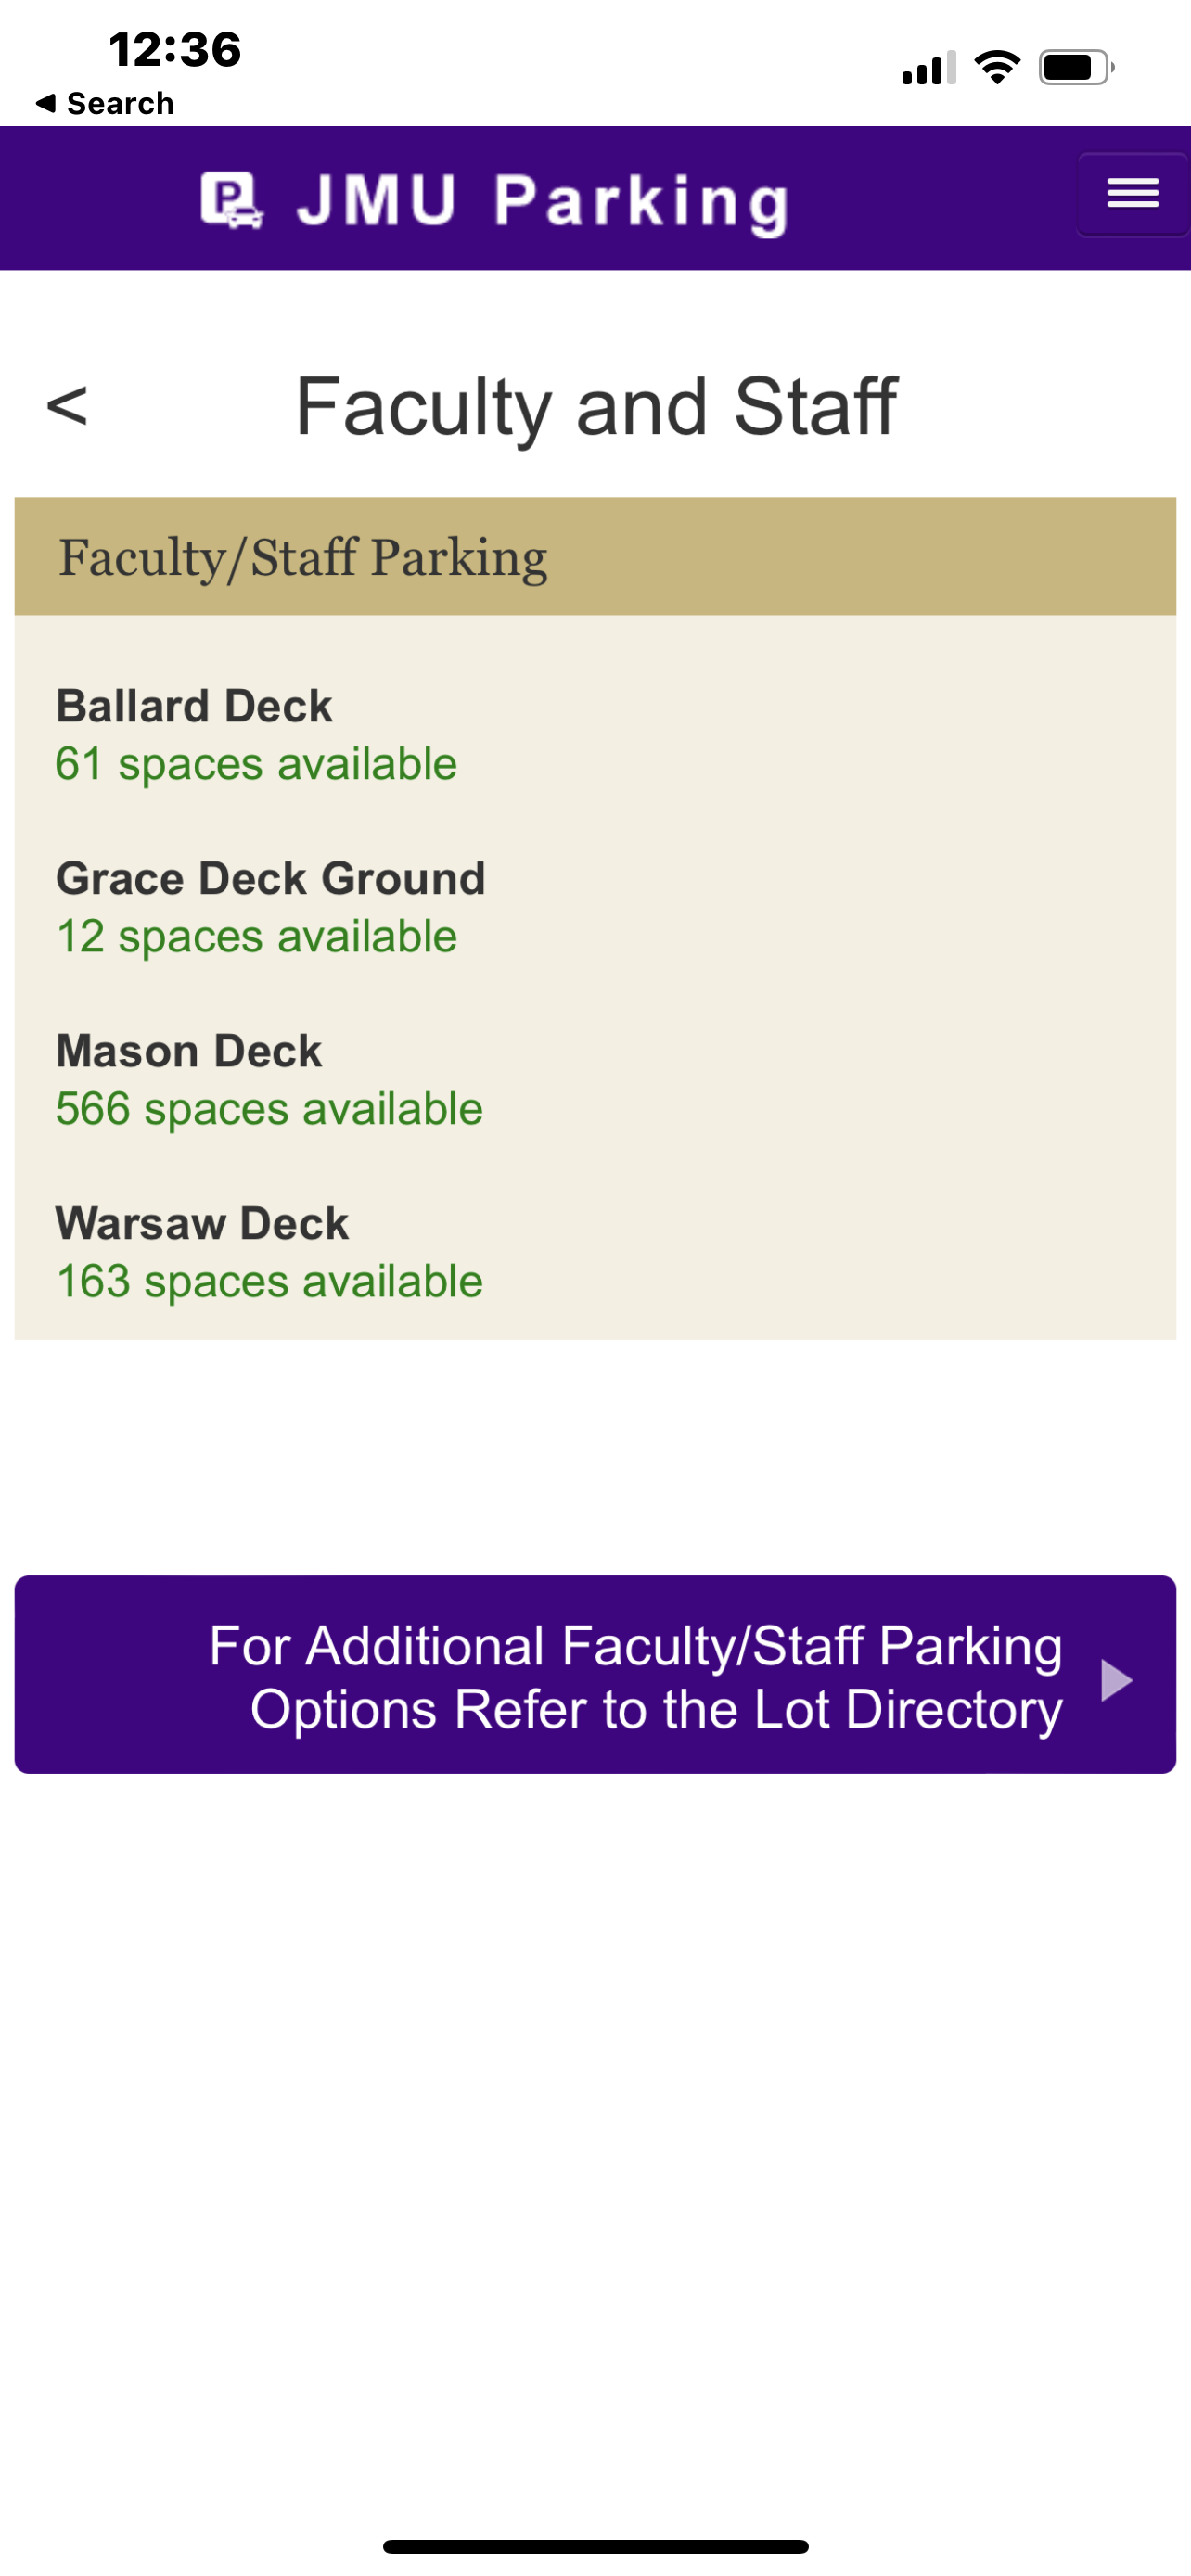 12:36
◀ Search
P JMU Parking
< Faculty and Staff
Faculty/Staff Parking
Ballard Deck
61 spaces available
Grace Deck Ground
12 spaces available
Mason Deck
566 spaces available
Warsaw Deck
163 spaces available
For Additional Faculty/Staff Parking
Options Refer to the Lot Directory